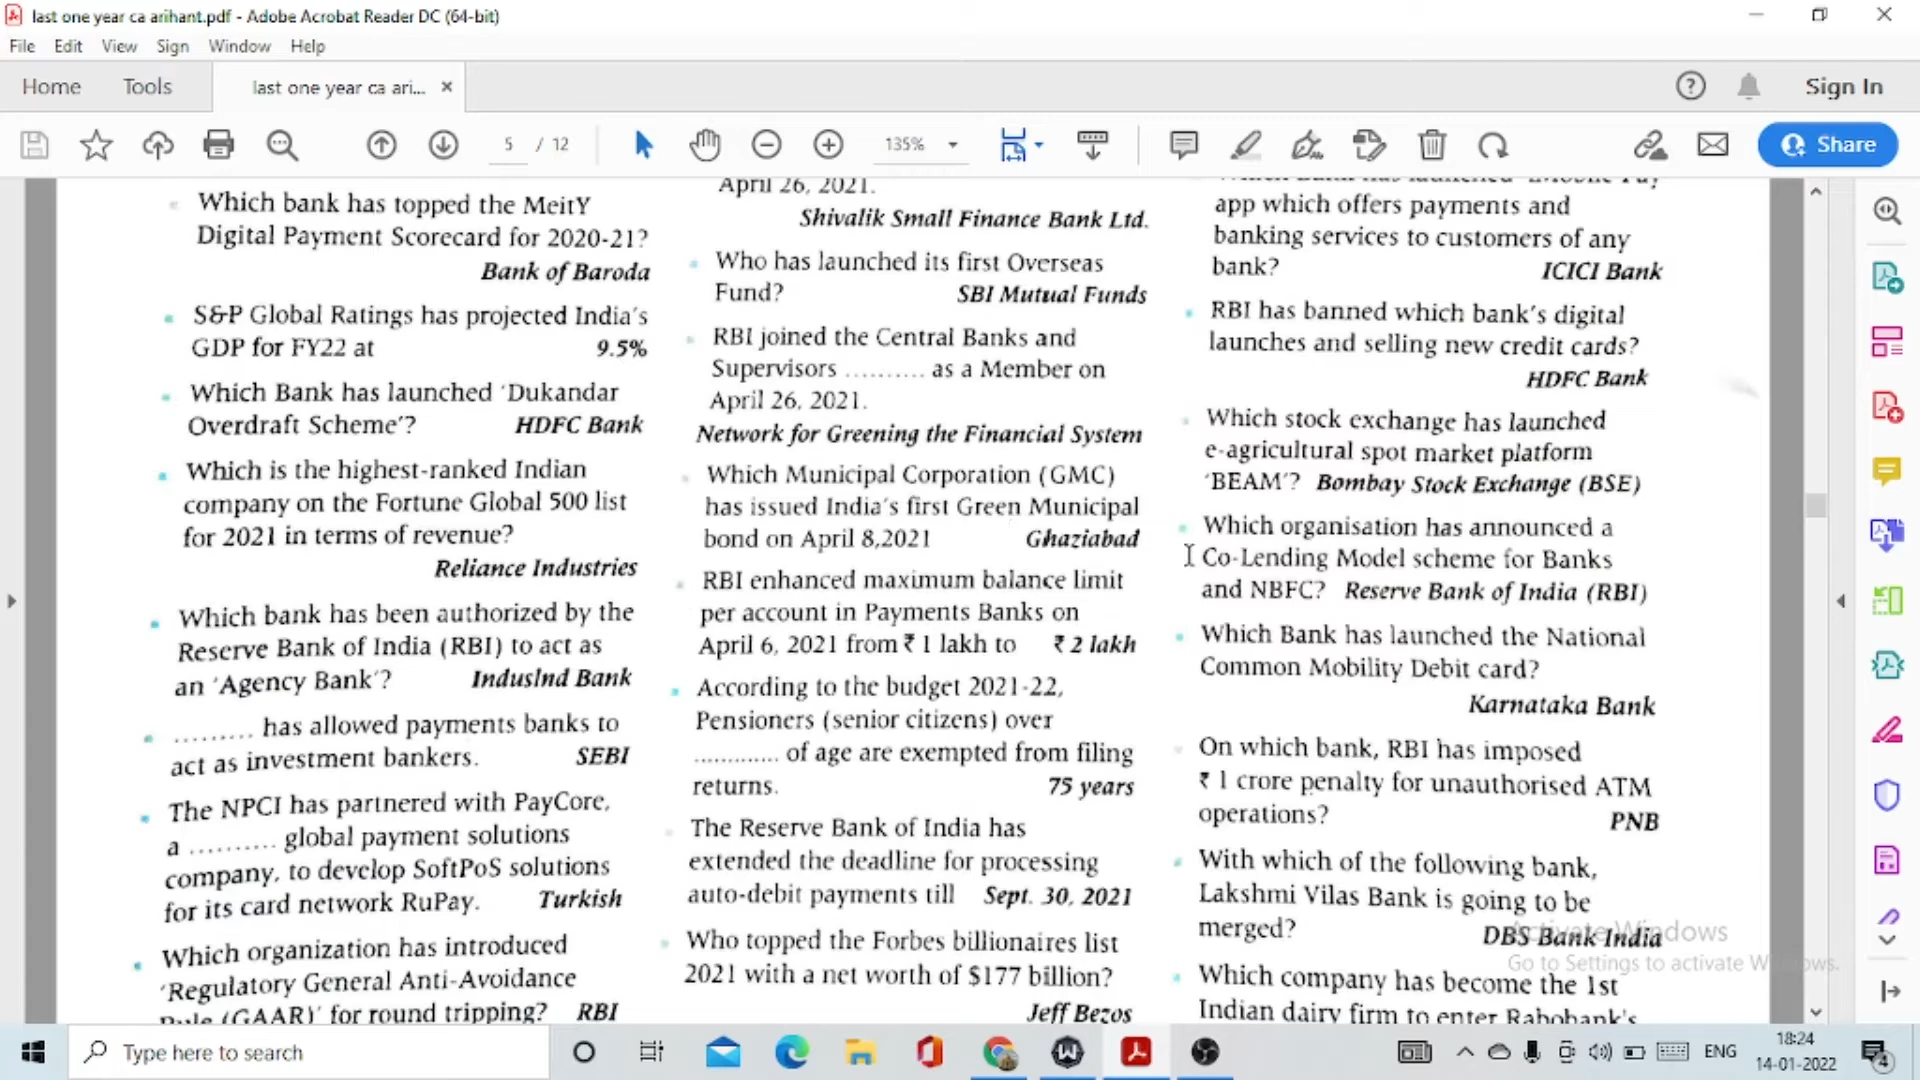 last one year ca arihant.pdf - Adobe Acrobat Reader DC (64-bit)
File Edit View Sign Window Help
Home Tools last one year ca ari... × Sign In
5 / 12 135% Share
Which bank has topped the MeitY
Digital Payment Scorecard for 2020-21?
Bank of Baroda
S&P Global Ratings has projected India's
GDP for FY22 at 9.5%
Which Bank has launched 'Dukandar
Overdraft Scheme'? HDFC Bank
Which is the highest-ranked Indian
company on the Fortune Global 500 list
for 2021 in terms of revenue?
Reliance Industries
Which bank has been authorized by the
Reserve Bank of India (RBI) to act as
an 'Agency Bank'? IndusInd Bank
......... has allowed payments banks to
act as investment bankers. SEBI
The NPCI has partnered with PayCore,
a .......... global payment solutions
company, to develop SoftPoS solutions
for its card network RuPay. Turkish
Which organization has introduced
'Regulatory General Anti-Avoidance
Rule (GAAR)' for round tripping? RBI
April 26, 2021.
Shivalik Small Finance Bank Ltd.
Who has launched its first Overseas
Fund? SBI Mutual Funds
RBI joined the Central Banks and
Supervisors .......... as a Member on
April 26, 2021.
Network for Greening the Financial System
Which Municipal Corporation (GMC)
has issued India's first Green Municipal
bond on April 8,2021 Ghaziabad
RBI enhanced maximum balance limit
per account in Payments Banks on
April 6, 2021 from ₹ 1 lakh to ₹ 2 lakh
According to the budget 2021-22,
Pensioners (senior citizens) over
............. of age are exempted from filing
returns. 75 years
The Reserve Bank of India has
extended the deadline for processing
auto-debit payments till Sept. 30, 2021
Who topped the Forbes billionaires list
2021 with a net worth of $177 billion?
Jeff Bezos
app which offers payments and
banking services to customers of any
bank? ICICI Bank
RBI has banned which bank's digital
launches and selling new credit cards?
HDFC Bank
Which stock exchange has launched
e-agricultural spot market platform
'BEAM'? Bombay Stock Exchange (BSE)
Which organisation has announced a
Co-Lending Model scheme for Banks
and NBFC? Reserve Bank of India (RBI)
Which Bank has launched the National
Common Mobility Debit card?
Karnataka Bank
On which bank, RBI has imposed
₹ 1 crore penalty for unauthorised ATM
operations? PNB
With which of the following bank,
Lakshmi Vilas Bank is going to be
merged? DBS Bank India
Which company has become the 1st
Indian dairy firm to enter Rabobank's
Activate Windows
Go to Settings to activate Windows.
Type here to search
ENG
18:24
14-01-2022
4